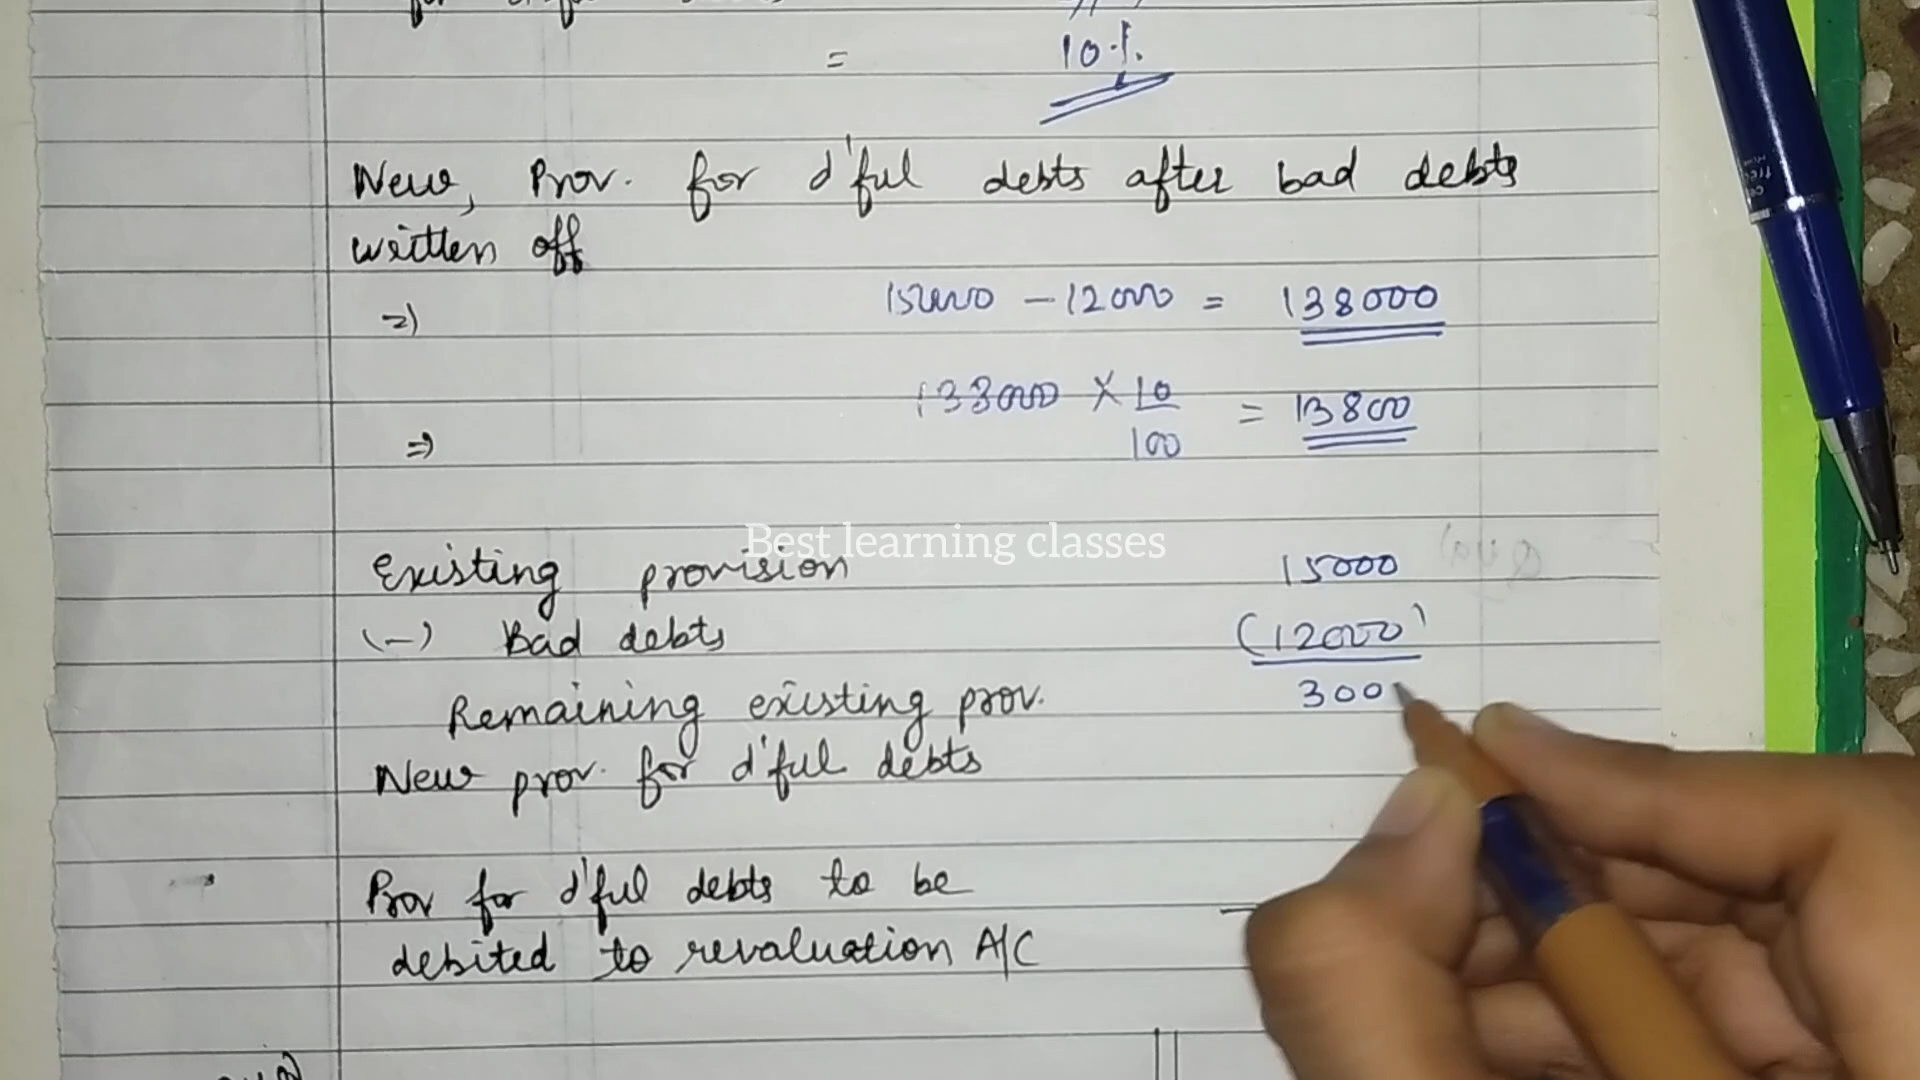 = 10%
New, Prov. for d'ful debts after bad debts
written off
=) 150000 - 12000 = 138000
=) 138000 X 10/100 = 13800
Best learning classes
Existing provision 15000
(-) Bad debts (12000)
Remaining existing prov. 300
New prov. for d'ful debts
Prov for d'ful debts to be
debited to revaluation A/C